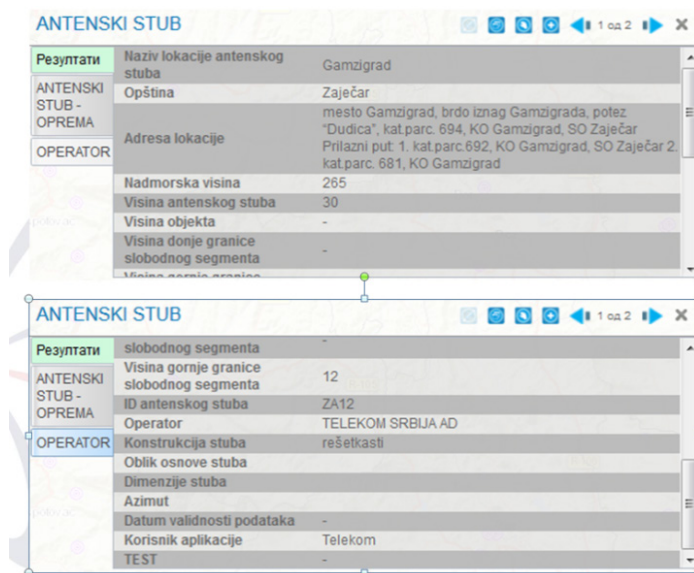 ANTENSKI STUB
1 од 2
Резултати
ANTENSKI
STUB -
OPREMA
OPERATOR
Naziv lokacije antenskog
stuba
Gamzigrad
Opština
Zaječar
Adresa lokacije
mesto Gamzigrad, brdo iznag Gamzigrada, potez
"Dudica", kat.parc. 694, KO Gamzigrad, SO Zaječar
Prilazni put: 1. kat.parc.692, KO Gamzigrad, SO Zaječar 2.
kat.parc. 681, KO Gamzigrad
Nadmorska visina
265
Visina antenskog stuba
30
Visina objekta
-
Visina donje granice
slobodnog segmenta
-
Visina gornje granice
ANTENSKI STUB
1 од 2
Резултати
ANTENSKI
STUB -
OPREMA
OPERATOR
slobodnog segmenta
-
Visina gornje granice
slobodnog segmenta
12
ID antenskog stuba
ZA12
Operator
TELEKOM SRBIJA AD
Konstrukcija stuba
rešetkasti
Oblik osnove stuba
Dimenzije stuba
Azimut
Datum validnosti podataka
-
Korisnik aplikacije
Telekom
TEST
-